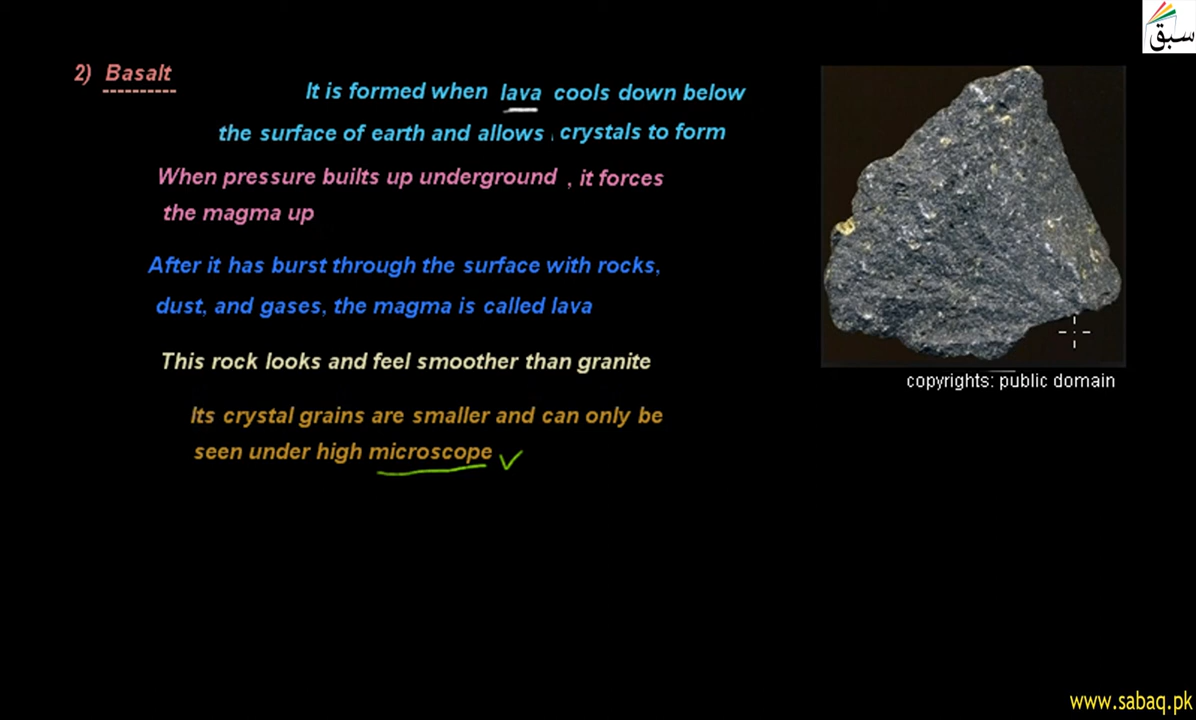 سبق
2) Basalt
It is formed when lava cools down below
the surface of earth and allows crystals to form
When pressure builts up underground , it forces
the magma up
After it has burst through the surface with rocks,
dust, and gases, the magma is called lava
This rock looks and feel smoother than granite
Its crystal grains are smaller and can only be
seen under high microscope
copyrights: public domain
www.sabaq.pk